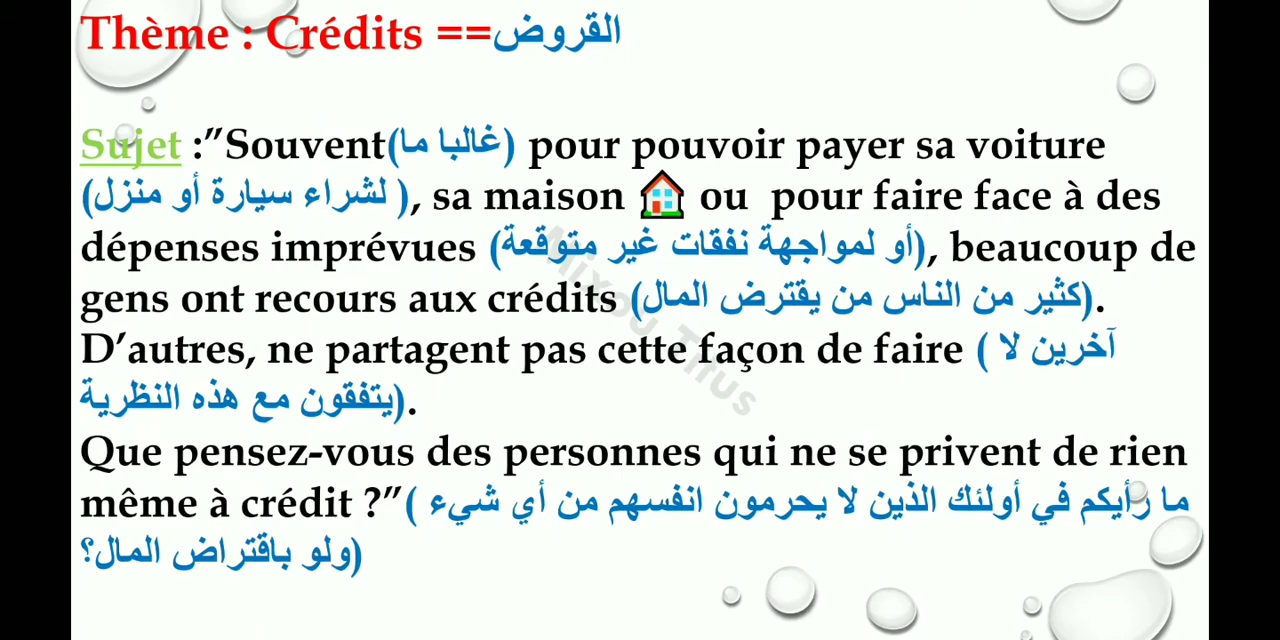 Thème : Crédits ==القروض
Sujet :”Souvent(غالبا ما) pour pouvoir payer sa voiture
(لشراء سيارة أو منزل ), sa maison 🏠 ou pour faire face à des
dépenses imprévues (أو لمواجهة نفقات غير متوقعة), beaucoup de
gens ont recours aux crédits (كثير من الناس من يقترض المال).
D’autres, ne partagent pas cette façon de faire ( آخرين لا
يتفقون مع هذه النظرية).
Que pensez-vous des personnes qui ne se privent de rien
même à crédit ?”( ما رأيكم في أولئك الذين لا يحرمون انفسهم من أي شيء
ولو باقتراض المال؟)
Mixou Titus